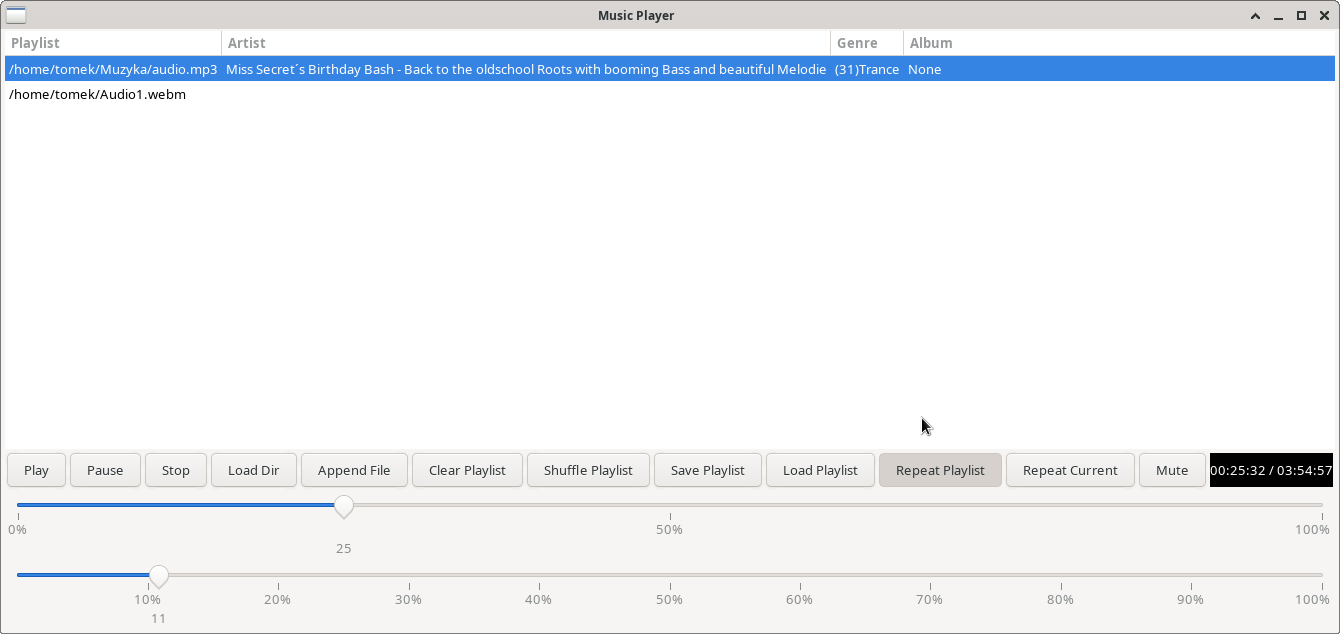 Music Player
Playlist Artist Genre Album
/home/tomek/Muzyka/audio.mp3 Miss Secret´s Birthday Bash - Back to the oldschool Roots with booming Bass and beautiful Melodie (31)Trance None
/home/tomek/Audio1.webm
Play Pause Stop Load Dir Append File Clear Playlist Shuffle Playlist Save Playlist Load Playlist Repeat Playlist Repeat Current Mute 00:25:32 / 03:54:57
0% 50% 100%
25
10% 20% 30% 40% 50% 60% 70% 80% 90% 100%
11